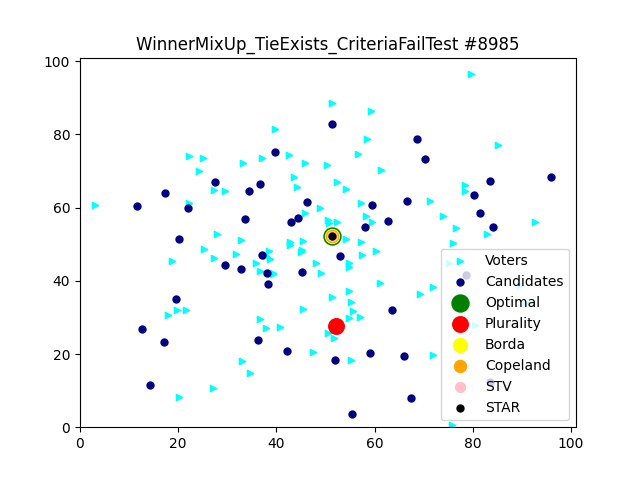 WinnerMixUp_TieExists_CriteriaFailTest #8985
100
80
60
40
20
0
0 20 40 60 80 100
Voters
Candidates
Optimal
Plurality
Borda
Copeland
STV
STAR